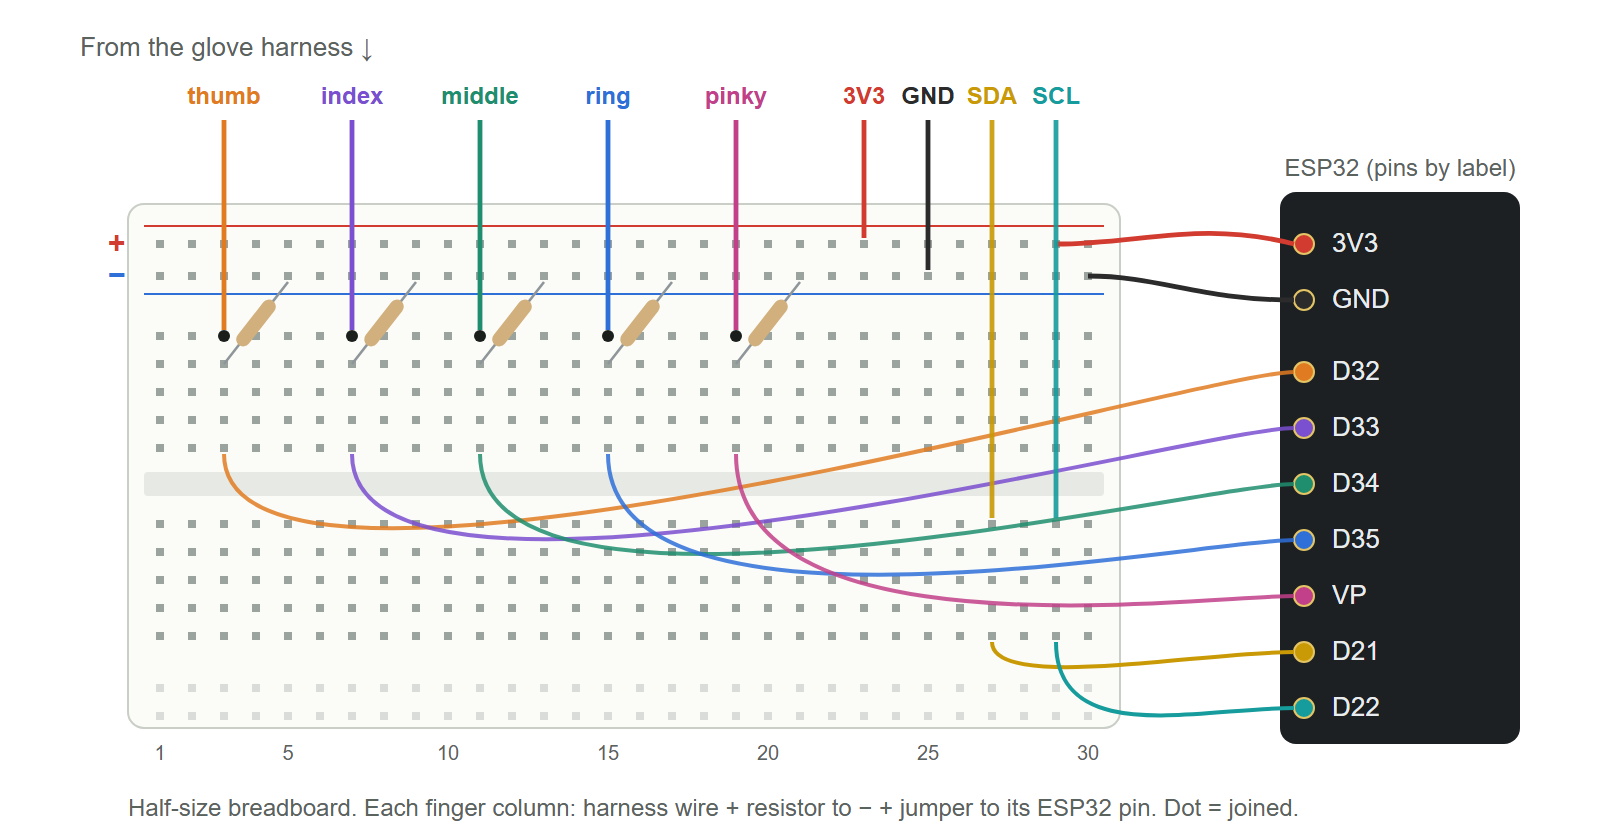 From the glove harness ↓
thumb index middle ring pinky 3V3 GND SDA SCL
ESP32 (pins by label)
+
−
3V3
GND
D32
D33
D34
D35
VP
D21
D22
1 5 10 15 20 25 30
Half-size breadboard. Each finger column: harness wire + resistor to − + jumper to its ESP32 pin. Dot = joined.